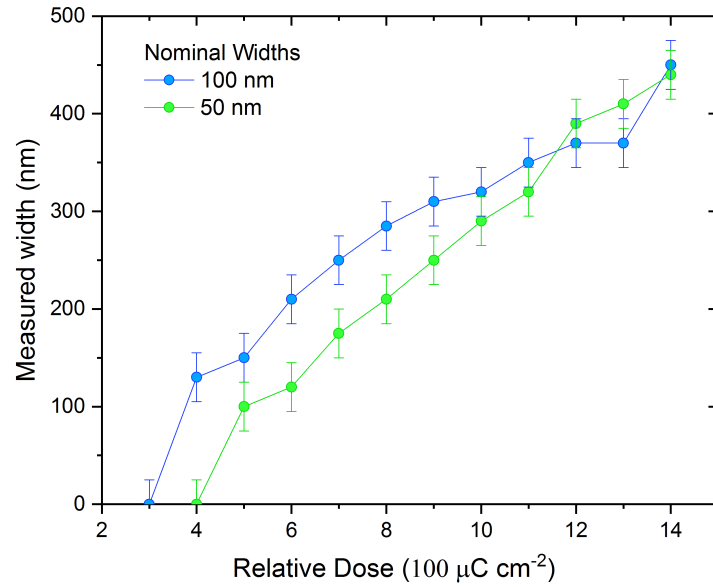 500
400
300
200
100
0
Measured width (nm)
Nominal Widths
100 nm
50 nm
2 4 6 8 10 12 14
Relative Dose (100 μC cm-2)